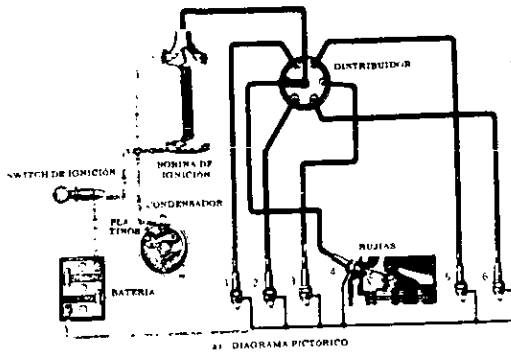 DISTRIBUIDOR
BOBINA DE
IGNICIÓN
SWITCH DE IGNICIÓN
CONDENSADOR
PLA
TINOS
BUJIAS
1 2 3 4 5 6
BATERIA
a) DIAGRAMA PICTORICO